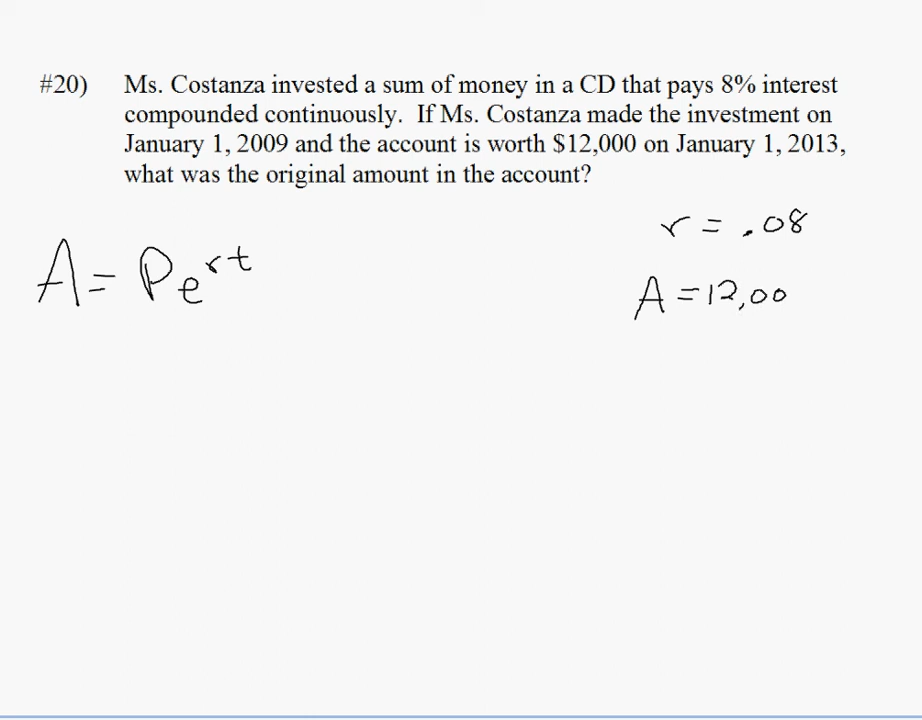 #20) Ms. Costanza invested a sum of money in a CD that pays 8% interest
compounded continuously. If Ms. Costanza made the investment on
January 1, 2009 and the account is worth $12,000 on January 1, 2013,
what was the original amount in the account?
r = .08
A = Pe^rt
A = 12,00